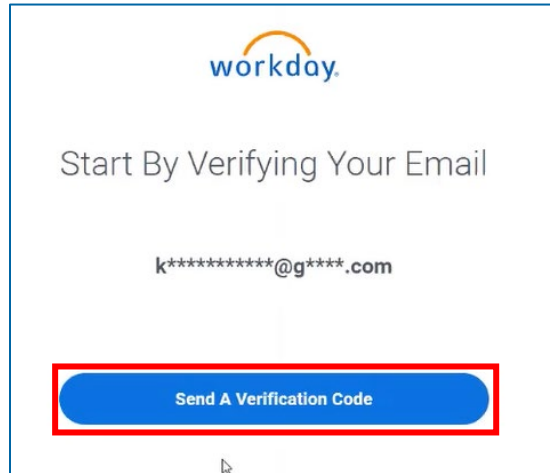 workday.
Start By Verifying Your Email
k***********@g****.com
Send A Verification Code